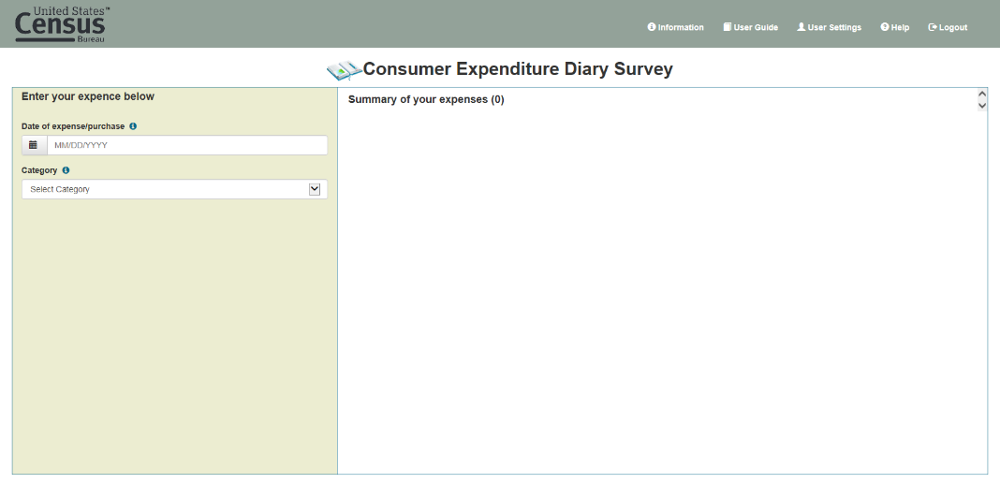 United States™
Census
Bureau
Information User Guide User Settings Help Logout
Consumer Expenditure Diary Survey
Enter your expence below
Date of expense/purchase
MM/DD/YYYY
Category
Select Category
Summary of your expenses (0)